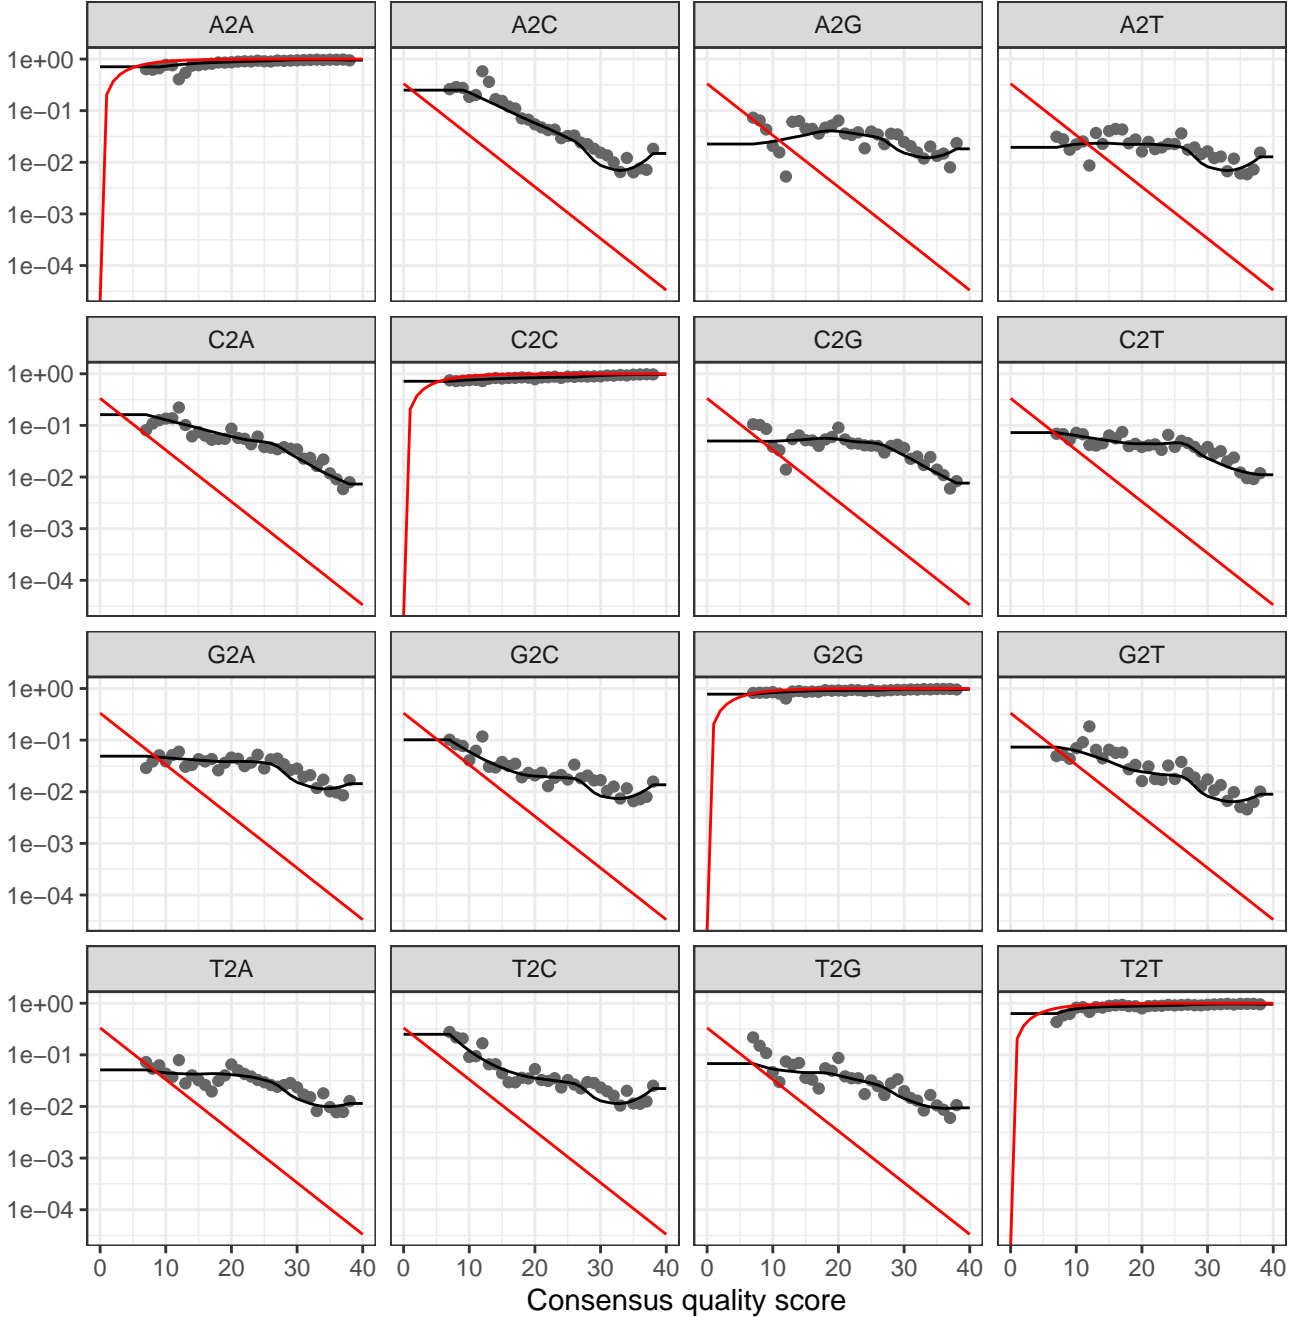 A2A A2C A2G A2T
1e+00
1e−01
1e−02
1e−03
1e−04
C2A C2C C2G C2T
1e+00
1e−01
1e−02
1e−03
1e−04
G2A G2C G2G G2T
1e+00
1e−01
1e−02
1e−03
1e−04
T2A T2C T2G T2T
1e+00
1e−01
1e−02
1e−03
1e−04
0 10 20 30 40 0 10 20 30 40 0 10 20 30 40 0 10 20 30 40
Consensus quality score